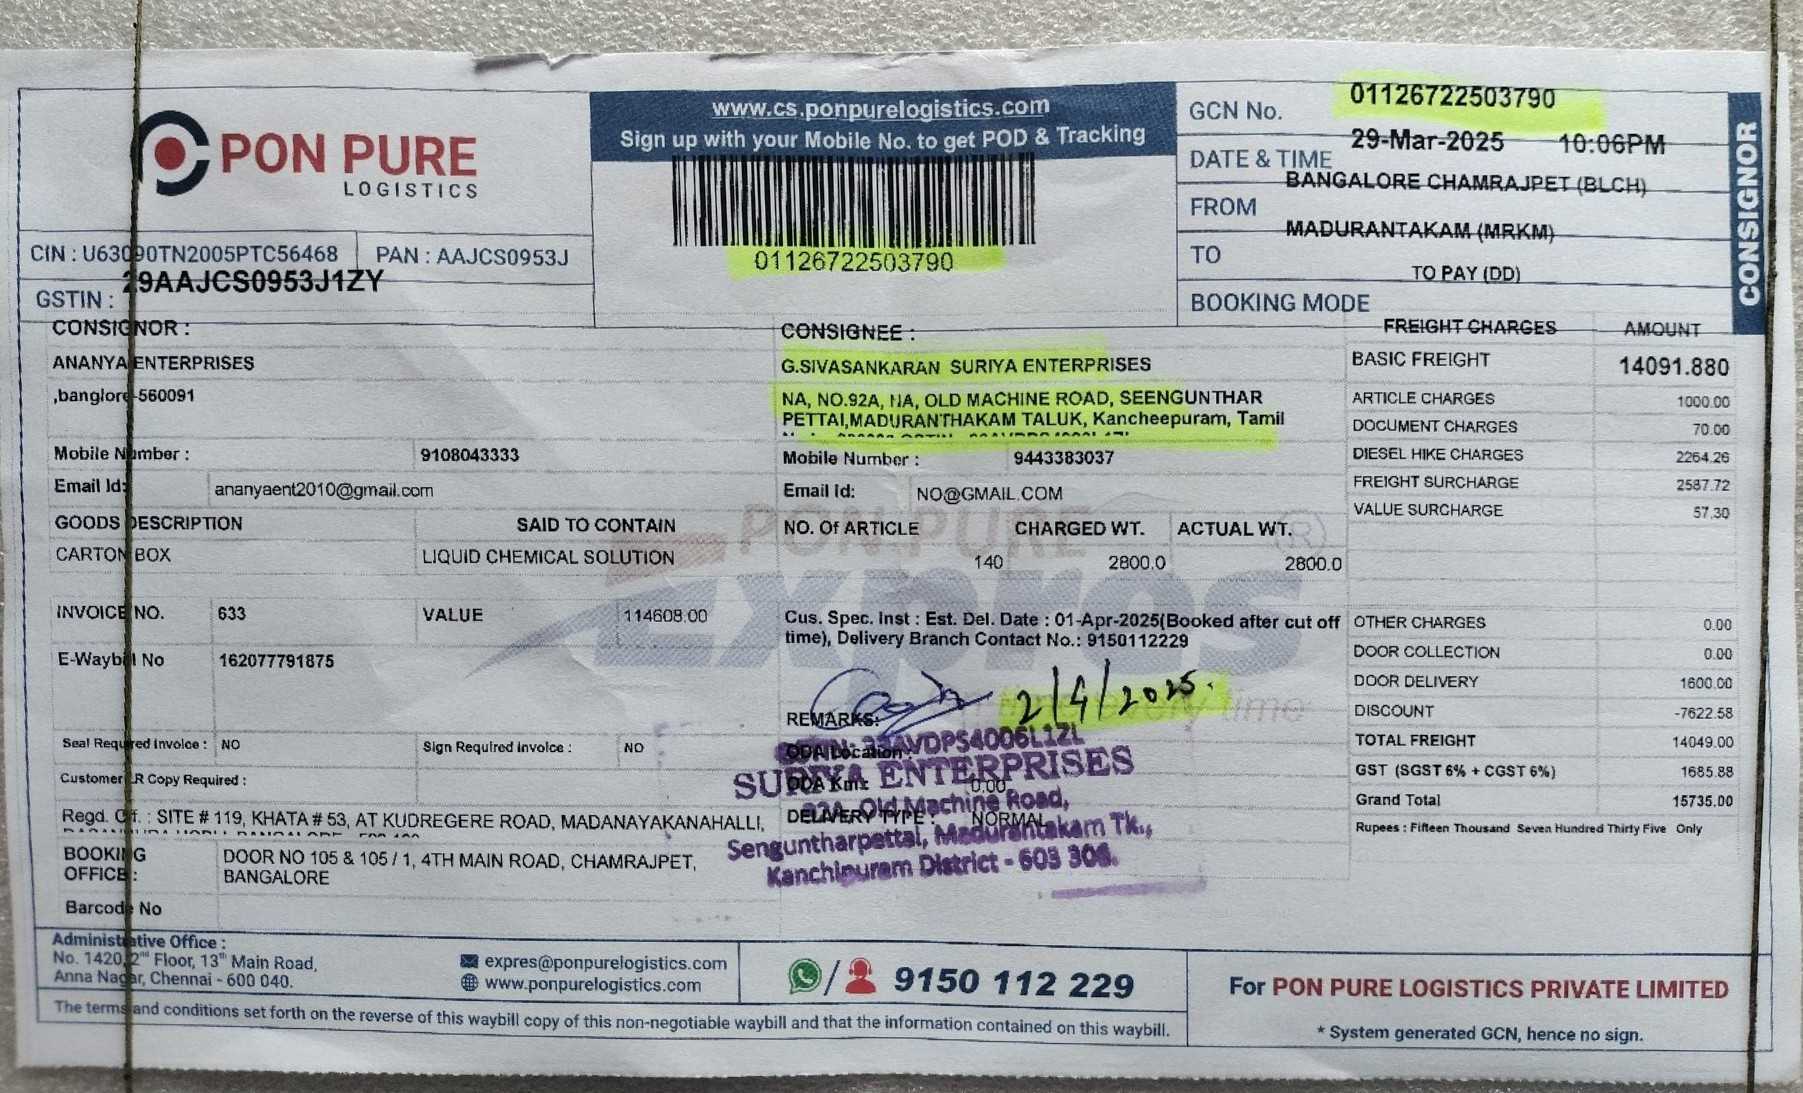 PON PURE
LOGISTICS
www.cs.ponpurelogistics.com
Sign up with your Mobile No. to get POD & Tracking
01126722503790
GCN No. 01126722503790
DATE & TIME 29-Mar-2025 10:06PM
FROM BANGALORE CHAMRAJPET (BLCH)
TO MADURANTAKAM (MRKM)
BOOKING MODE TO PAY (DD)
CONSIGNOR
CIN : U63090TN2005PTC56468 PAN : AAJCS0953J
GSTIN : 29AAJCS0953J1ZY
CONSIGNOR :
ANANYA ENTERPRISES
,banglore-560091
Mobile Number : 9108043333
Email Id: ananyaent2010@gmail.com
GOODS DESCRIPTION SAID TO CONTAIN
CARTON BOX LIQUID CHEMICAL SOLUTION
INVOICE NO. 633 VALUE 114608.00
E-Waybill No 162077791875
Seal Required Invoice : NO Sign Required Invoice : NO
Customer LR Copy Required :
Regd. Off. : SITE # 119, KHATA # 53, AT KUDREGERE ROAD, MADANAYAKANAHALLI,
BOOKING OFFICE : DOOR NO 105 & 105 / 1, 4TH MAIN ROAD, CHAMRAJPET,
BANGALORE
Barcode No
CONSIGNEE :
G.SIVASANKARAN SURIYA ENTERPRISES
NA, NO.92A, NA, OLD MACHINE ROAD, SEENGUNTHAR
PETTAI,MADURANTHAKAM TALUK, Kancheepuram, Tamil
Mobile Number : 9443383037
Email Id: NO@GMAIL.COM
NO. Of ARTICLE CHARGED WT. ACTUAL WT.
140 2800.0 2800.0
PON PURE
Expres
®
Cus. Spec. Inst : Est. Del. Date : 01-Apr-2025(Booked after cut off
time), Delivery Branch Contact No.: 9150112229
2/4/2025.
time
REMARKS:
ODA Location :
ODA Km: 0.00
DELIVERY TYPE : NORMAL
AVDPS4006L1ZL
SURIYA ENTERPRISES
92A, Old Machine Road,
Senguntharpettai, Madurantakam Tk.,
Kanchipuram District - 603 306.
FREIGHT CHARGES AMOUNT
BASIC FREIGHT 14091.880
ARTICLE CHARGES 1000.00
DOCUMENT CHARGES 70.00
DIESEL HIKE CHARGES 2264.26
FREIGHT SURCHARGE 2587.72
VALUE SURCHARGE 57.30
OTHER CHARGES 0.00
DOOR COLLECTION 0.00
DOOR DELIVERY 1600.00
DISCOUNT -7622.58
TOTAL FREIGHT 14049.00
GST (SGST 6% + CGST 6%) 1685.88
Grand Total 15735.00
Rupees : Fifteen Thousand Seven Hundred Thirty Five Only
Administrative Office :
No. 1420, 2nd Floor, 13th Main Road,
Anna Nagar, Chennai - 600 040.
expres@ponpurelogistics.com
www.ponpurelogistics.com
9150 112 229
For PON PURE LOGISTICS PRIVATE LIMITED
* System generated GCN, hence no sign.
The terms and conditions set forth on the reverse of this waybill copy of this non-negotiable waybill and that the information contained on this waybill.